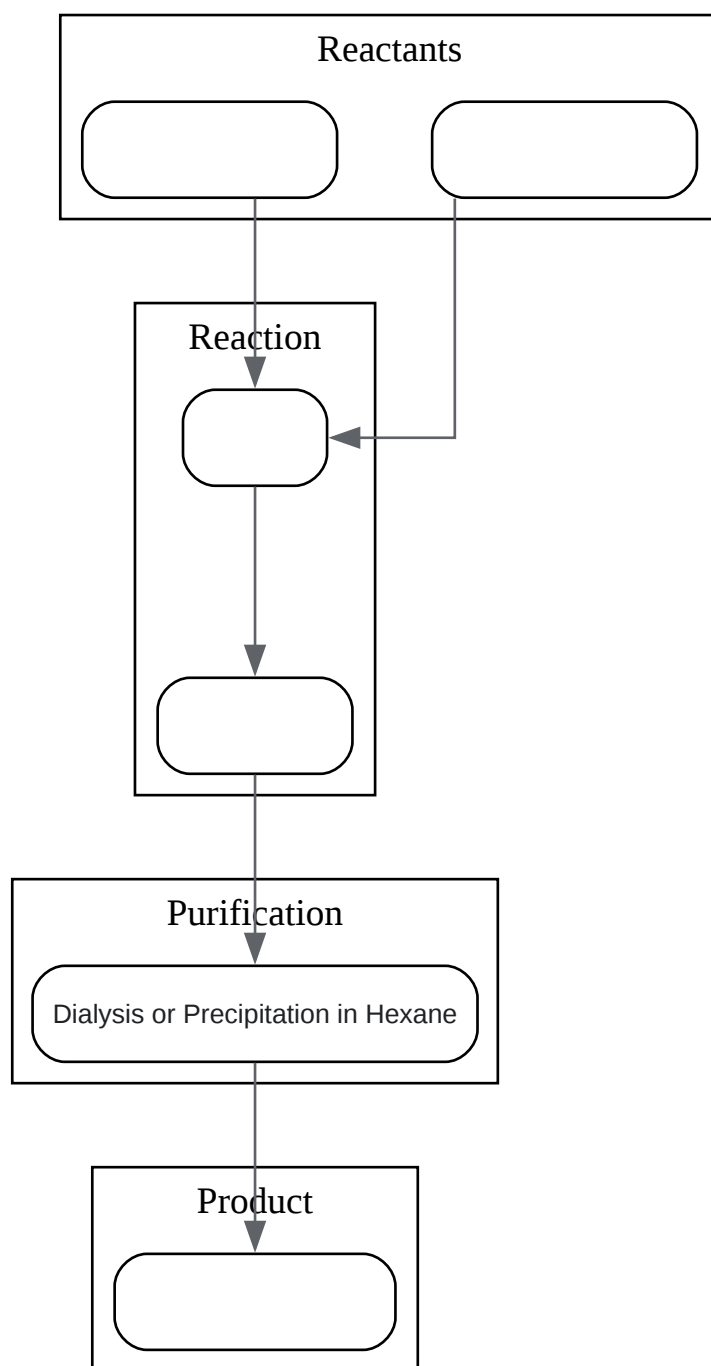 Reactants
Reaction
Purification
Dialysis or Precipitation in Hexane
Product